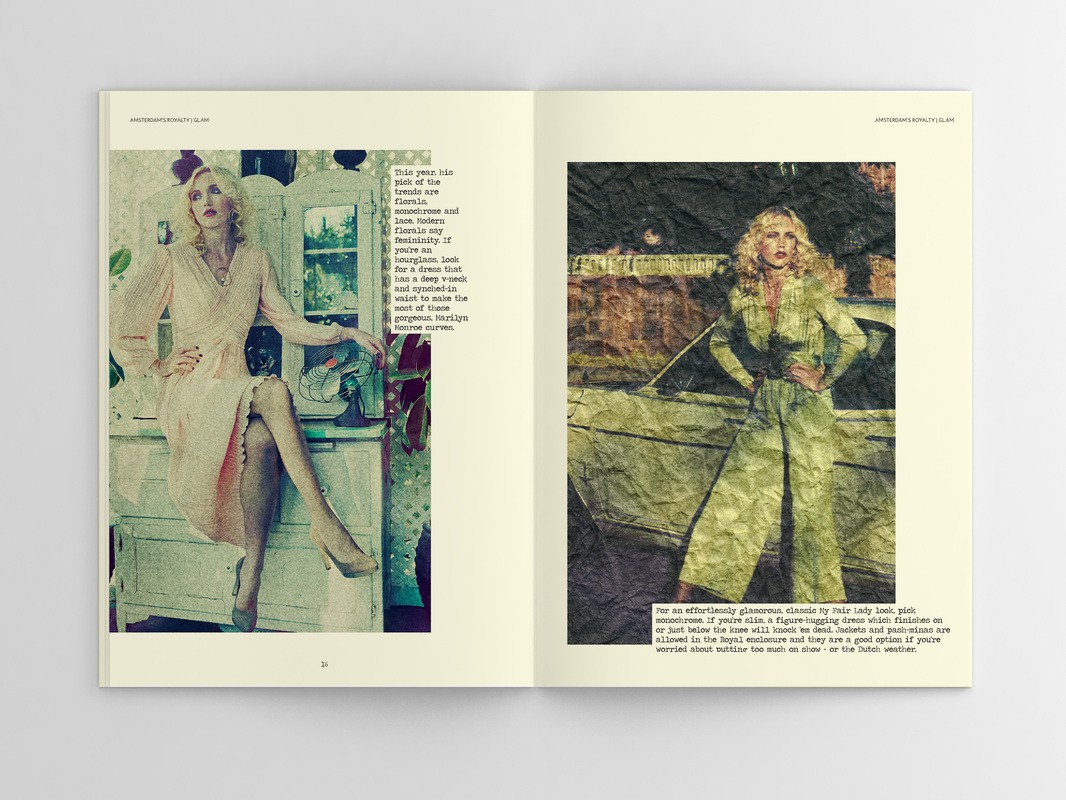 AMSTERDAM'S ROYALTY | GLAM
This year, his
pick of the
trends are
florals,
monochrome and
lace. Modern
florals say
femininity. If
you're an
hourglass, look
for a dress that
has a deep v-neck
and synched-in
waist to make the
most of those
gorgeous, Marilyn
Monroe curves.
16
AMSTERDAM'S ROYALTY | GLAM
For an effortlessly glamorous, classic My Fair Lady look, pick
monochrome. If you're slim, a figure-hugging dress which finishes on
or just below the knee will knock 'em dead. Jackets and pash-minas are
allowed in the Royal enclosure and they are a good option if you're
worried about putting too much on show - or the Dutch weather.